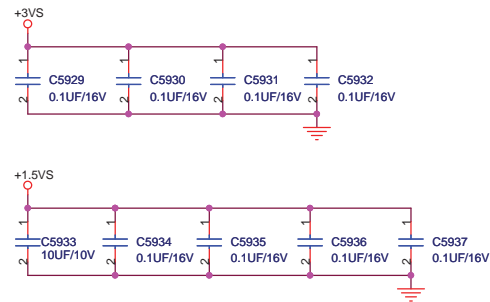 +3VS
1 1 1 1
C5929 C5930 C5931 C5932
0.1UF/16V 0.1UF/16V 0.1UF/16V 0.1UF/16V
2 2 2 2
+1.5VS
1 1 1 1 1
C5933 C5934 C5935 C5936 C5937
10UF/10V 0.1UF/16V 0.1UF/16V 0.1UF/16V 0.1UF/16V
2 2 2 2 2